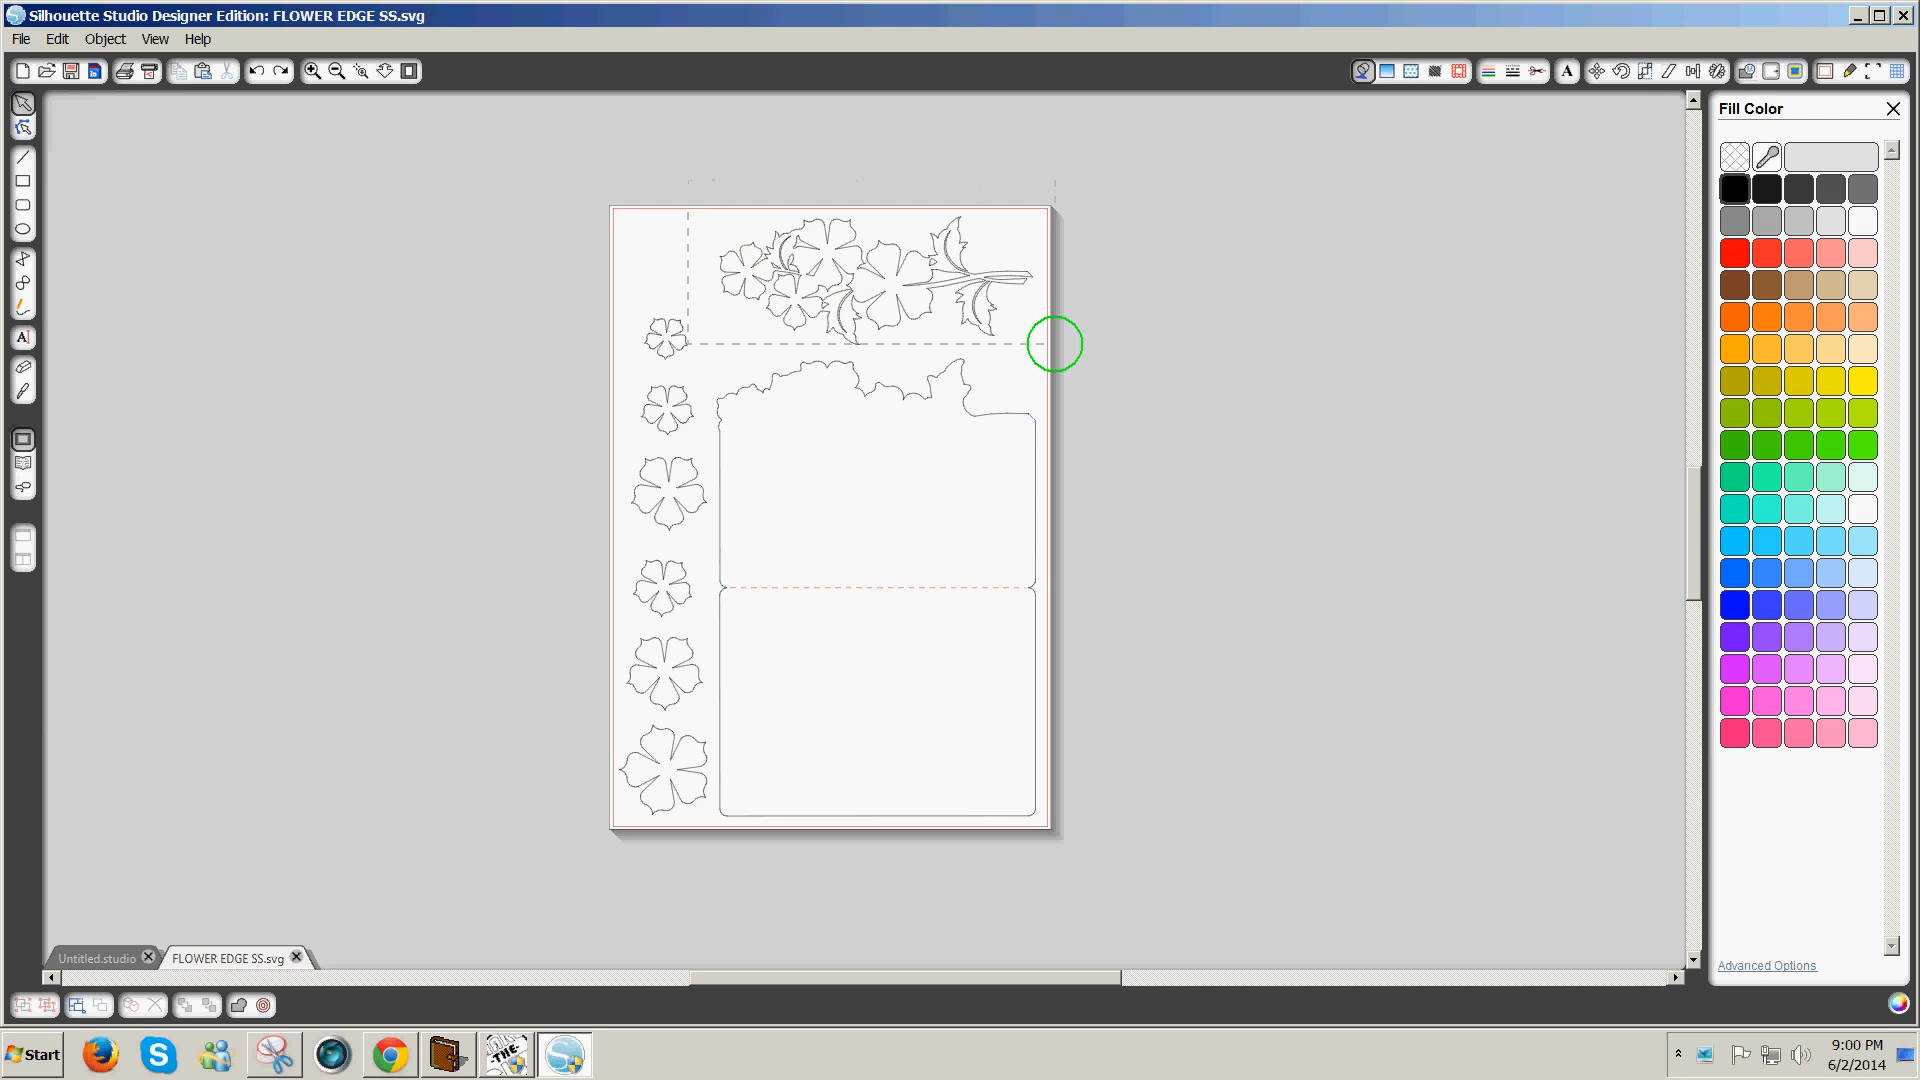 Silhouette Studio Designer Edition: FLOWER EDGE SS.svg
File Edit Object View Help
A
Fill Color
A
Untitled.studio
FLOWER EDGE SS.svg
Advanced Options
Start
S
-THE-
S
9:00 PM
6/2/2014